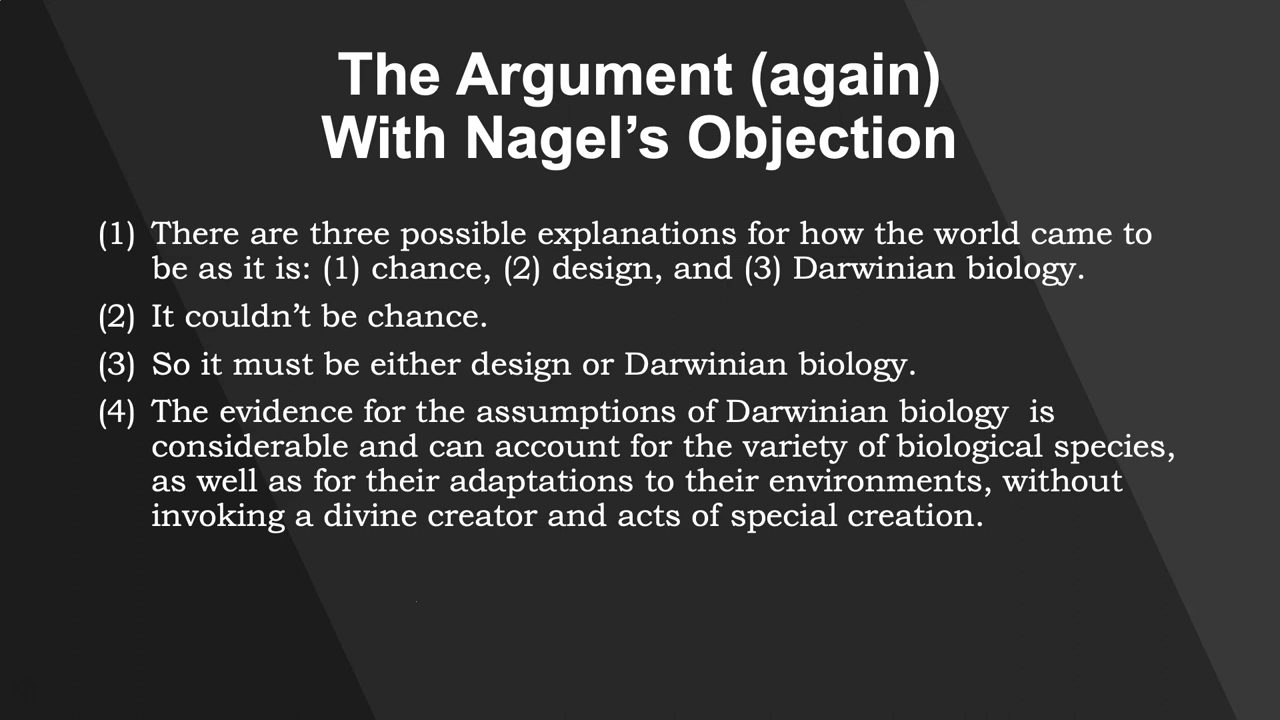 The Argument (again)
With Nagel’s Objection
(1) There are three possible explanations for how the world came to
be as it is: (1) chance, (2) design, and (3) Darwinian biology.
(2) It couldn’t be chance.
(3) So it must be either design or Darwinian biology.
(4) The evidence for the assumptions of Darwinian biology  is
considerable and can account for the variety of biological species,
as well as for their adaptations to their environments, without
invoking a divine creator and acts of special creation.